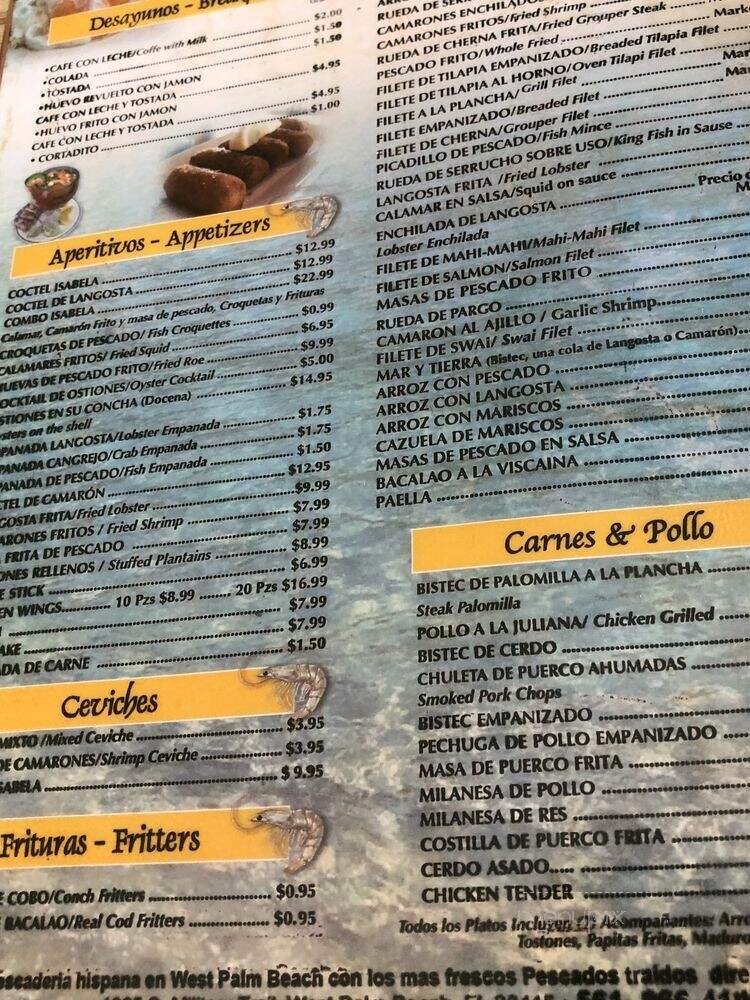 Desayunos -
$2.00
•CAFE CON LECHE/Coffe with Milk
$1.50
•COLADA
$1.50
•TOSTADA
•HUEVO REVUELTO CON JAMON
$4.95
CAFE CON LECHE Y TOSTADA
•HUEVO FRITO CON JAMON
$4.95
CAFE CON LECHE Y TOSTADA
$1.00
• CORTADITO
Aperitivos - Appetizers
COCTEL ISABELA $12.99
COCTEL DE LANGOSTA $12.99
COMBO ISABELA $22.99
Calamar, Camarón Frito y masa de pescado, Croquetas y Frituras
CROQUETAS DE PESCADO/ Fish Croquettes $0.99
CALAMARES FRITOS/ Fried Squid $6.95
HUEVAS DE PESCADO FRITO/Fried Roe $9.99
COCKTAIL DE OSTIONES/Oyster Cocktail $5.00
OSTIONES EN SU CONCHA (Docena) $14.95
on the shell
LANGOSTA/Lobster Empanada $1.75
CANGREJO/Crab Empanada $1.75
DE PESCADO/Fish Empanada $1.50
DE CAMARÓN $12.95
FRITA/Fried Lobster $9.99
FRITOS / Fried Shrimp $7.99
FRITA DE PESCADO $7.99
RELLENOS / Stuffed Plantains $8.99
STICK $6.99
WINGS 10 Pzs $8.99 20 Pzs $16.99
$7.99
$7.99
DE CARNE $1.50
Ceviches
MIXTO /Mixed Ceviche $3.95
DE CAMARONES/Shrimp Ceviche $3.95
$ 9.95
Frituras - Fritters
COBO/Conch Fritters $0.95
BACALAO/Real Cod Fritters $0.95
RUEDA DE
CAMARONES ENCHILADOS
CAMARONES FRITOS/Fried Shrimp
RUEDA DE CHERNA FRITA/Fried Grouper Steak
PESCADO FRITO/Whole Fried
FILETE DE TILAPIA EMPANIZADO/Breaded Tilapia Filet
FILETE DE TILAPIA AL HORNO/Oven Tilapi Filet
FILETE A LA PLANCHA/ Grill Filet
FILETE EMPANIZADO/Breaded Filet
FILETE DE CHERNA/Grouper Filet
PICADILLO DE PESCADO/Fish Mince
RUEDA DE SERRUCHO SOBRE USO/King Fish in Sause
LANGOSTA FRITA /Fried Lobster
CALAMAR EN SALSA/Squid on sauce
ENCHILADA DE LANGOSTA Precio
Lobster Enchilada
FILETE DE MAHI-MAHI/Mahi-Mahi Filet
FILETE DE SALMON/Salmon Filet
MASAS DE PESCADO FRITO
RUEDA DE PARGO
CAMARON AL AJILLO / Garlic Shrimp
FILETE DE SWAI/ Swai Filet
MAR Y TIERRA (Bistec, una cola de Langosta o Camarón)
ARROZ CON PESCADO
ARROZ CON LANGOSTA
ARROZ CON MARISCOS
CAZUELA DE MARISCOS
MASAS DE PESCADO EN SALSA
BACALAO A LA VISCAINA
PAELLA
Carnes & Pollo
BISTEC DE PALOMILLA A LA PLANCHA
Steak Palomilla
POLLO A LA JULIANA/ Chicken Grilled
BISTEC DE CERDO
CHULETA DE PUERCO AHUMADAS
Smoked Pork Chops
BISTEC EMPANIZADO
PECHUGA DE POLLO EMPANIZADO
MASA DE PUERCO FRITA
MILANESA DE POLLO
MILANESA DE RES
COSTILLA DE PUERCO FRITA
CERDO ASADO
CHICKEN TENDER
Todos los Platos Incluyen Acompañantes:
Tostones, Papitas Fritas,
hispana en West Palm Beach con los mas frescos Pescados traidos